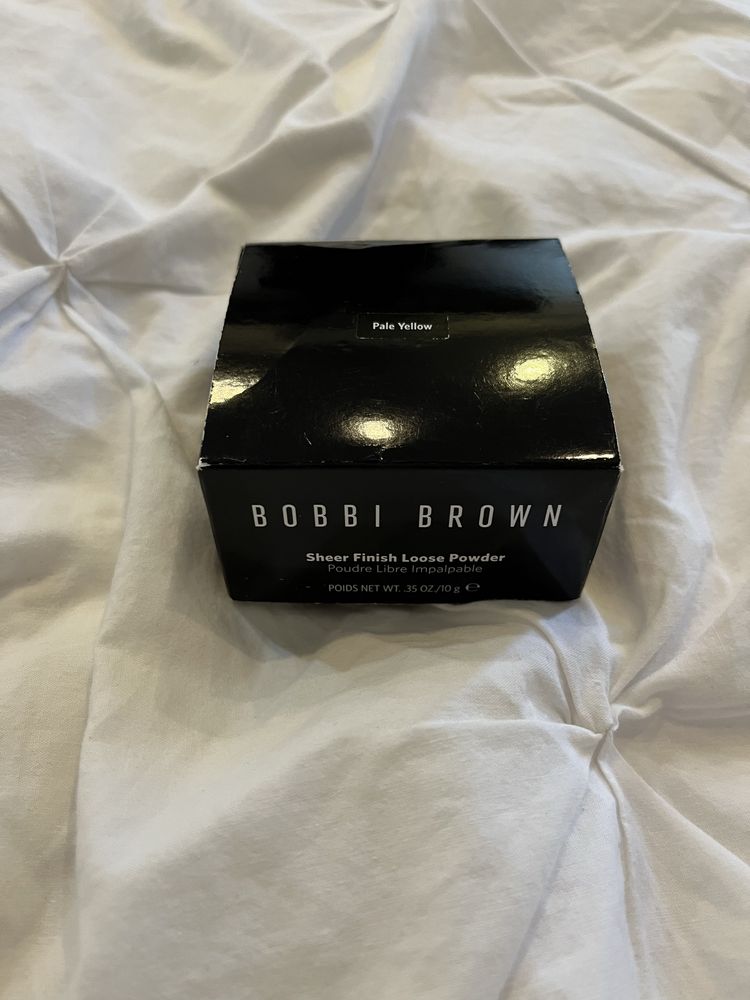 Pale Yellow
BOBBI BROWN
Sheer Finish Loose Powder
Poudre Libre Impalpable
POIDS NET WT. .35 OZ./10 g ℮